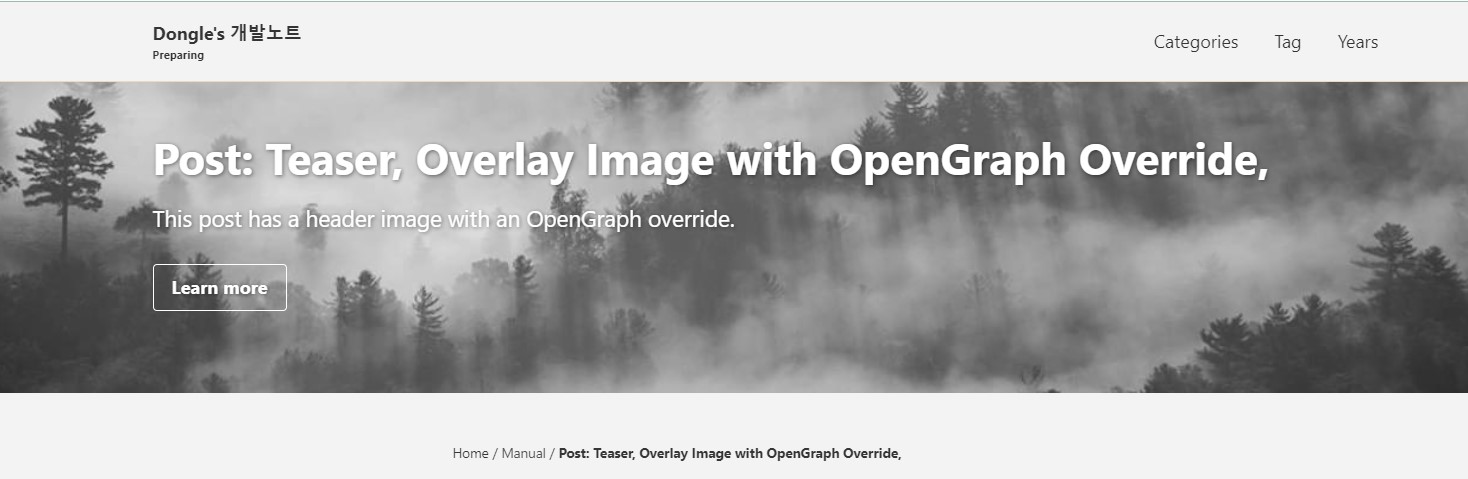 Dongle's 개발노트
Preparing
Categories Tag Years
Post: Teaser, Overlay Image with OpenGraph Override,
This post has a header image with an OpenGraph override.
Learn more
Home / Manual / Post: Teaser, Overlay Image with OpenGraph Override,